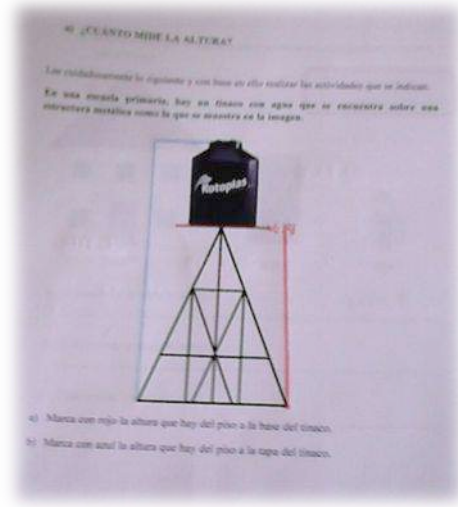 a) ¿CUÁNTO MIDE LA ALTURA?
Lee cuidadosamente lo siguiente y con base en ello realizar las actividades que se indican.
En una escuela primaria, hay un tinaco con agua que se encuentra sobre una
estructura metálica como la que se muestra en la imagen.
Rotoplas
a) Marca con rojo la altura que hay del piso a la base del tinaco.
b) Marca con azul la altura que hay del piso a la tapa del tinaco.